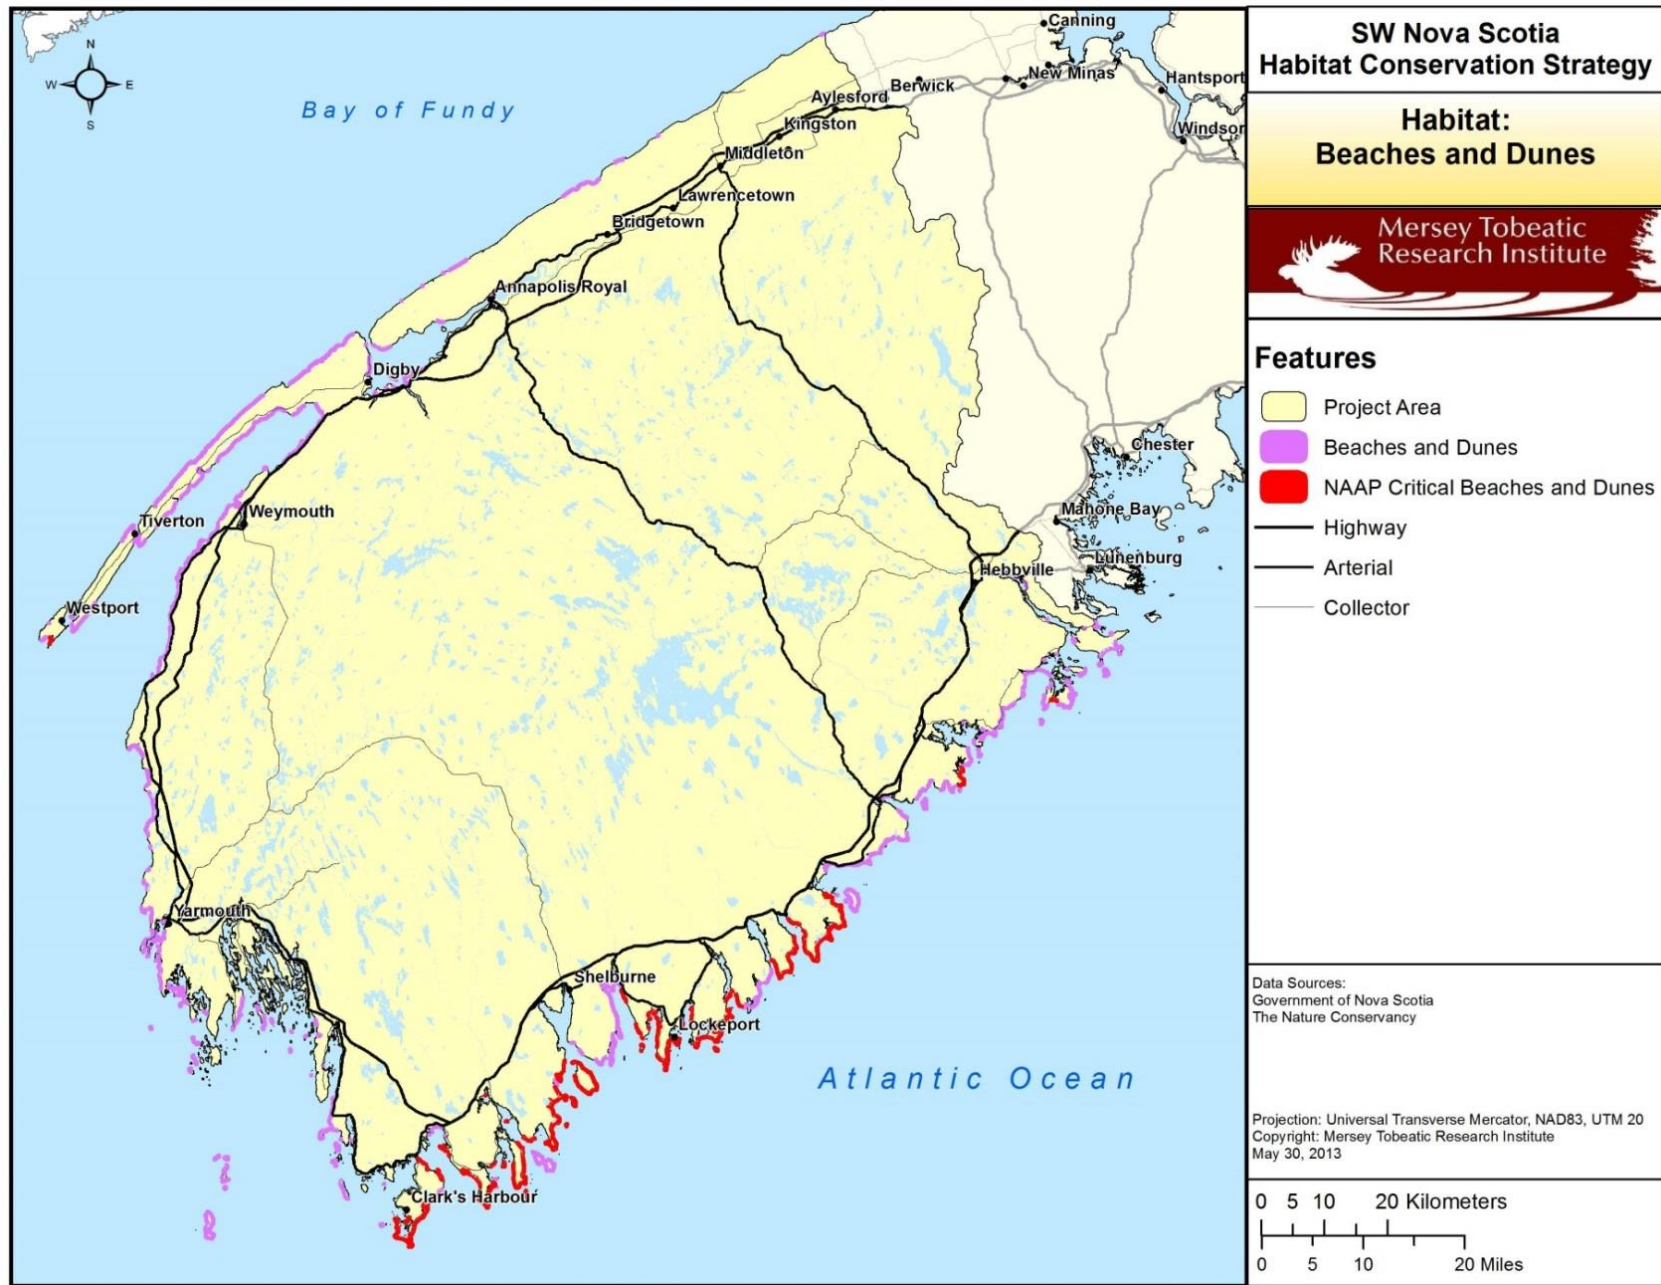 SW Nova Scotia
Habitat Conservation Strategy
Habitat:
Beaches and Dunes
Mersey Tobeatic
Research Institute
Features
Project Area
Beaches and Dunes
NAAP Critical Beaches and Dunes
Highway
Arterial
Collector
Data Sources:
Government of Nova Scotia
The Nature Conservancy
Projection: Universal Transverse Mercator, NAD83, UTM 20
Copyright: Mersey Tobeatic Research Institute
May 30, 2013
0 5 10 20 Kilometers
0 5 10 20 Miles
N
W E
S
Bay of Fundy
Canning
New Minas
Hantsport
Berwick
Aylesford
Kingston
Windsor
Middleton
Lawrencetown
Bridgetown
Annapolis Royal
Digby
Chester
Tiverton
Weymouth
Mahone Bay
Lunenburg
Hebbville
Westport
Yarmouth
Shelburne
Lockeport
Atlantic Ocean
Clark's Harbour